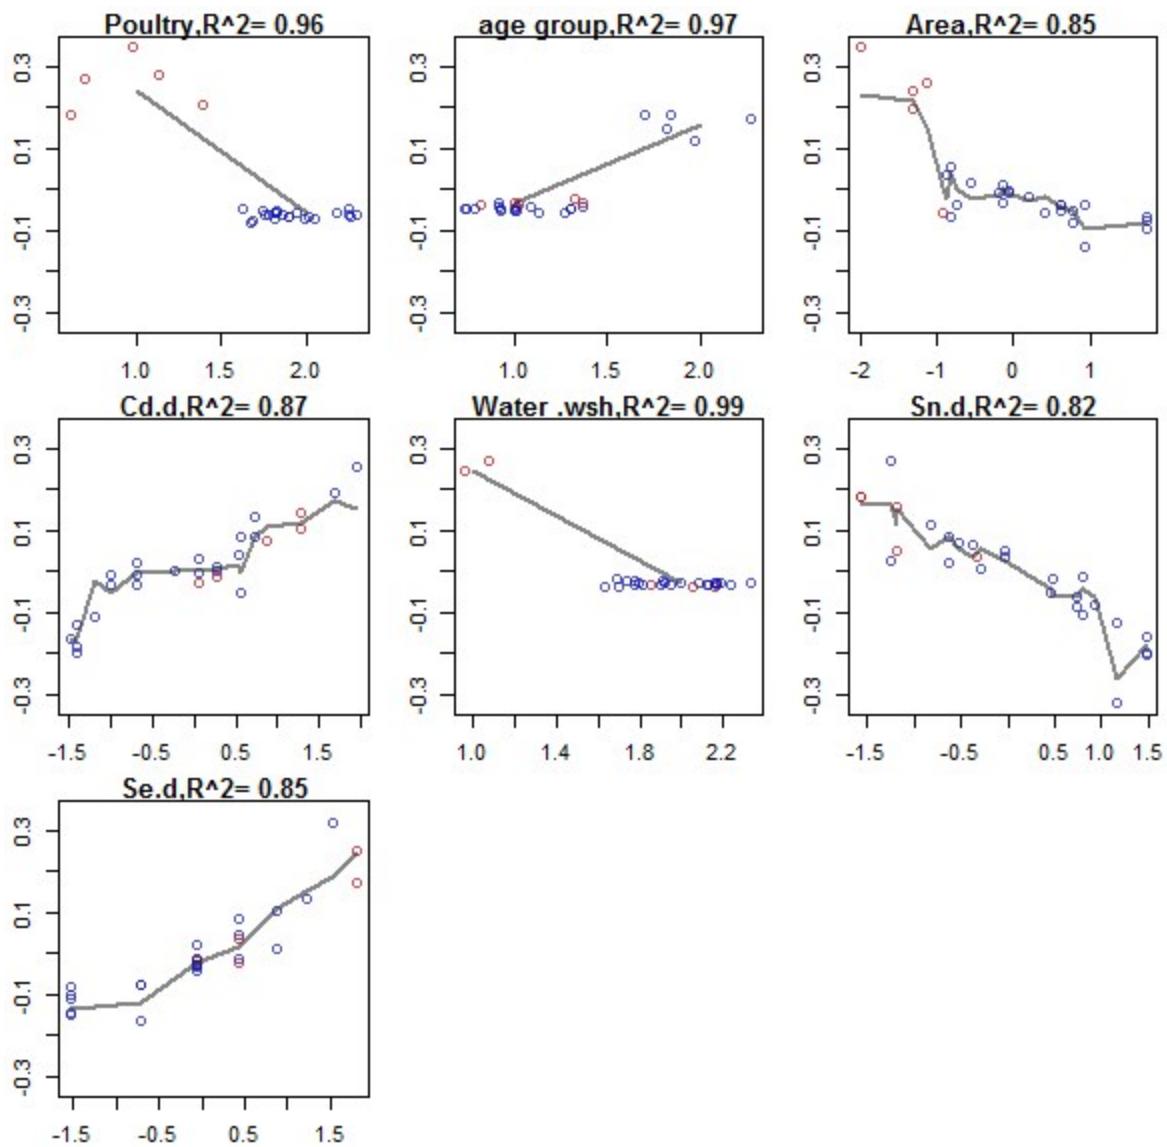 Poultry,R^2= 0.96
0.3
0.1
-0.1
-0.3
1.0 1.5 2.0
age group,R^2= 0.97
0.3
0.1
-0.1
-0.3
1.0 1.5 2.0
Area,R^2= 0.85
0.3
0.1
-0.1
-0.3
-2 -1 0 1
Cd.d,R^2= 0.87
0.3
0.1
-0.1
-0.3
-1.5 -0.5 0.5 1.5
Water .wsh,R^2= 0.99
0.3
0.1
-0.1
-0.3
1.0 1.4 1.8 2.2
Sn.d,R^2= 0.82
0.3
0.1
-0.1
-0.3
-1.5 -0.5 0.5 1.0 1.5
Se.d,R^2= 0.85
0.3
0.1
-0.1
-0.3
-1.5 -0.5 0.5 1.5